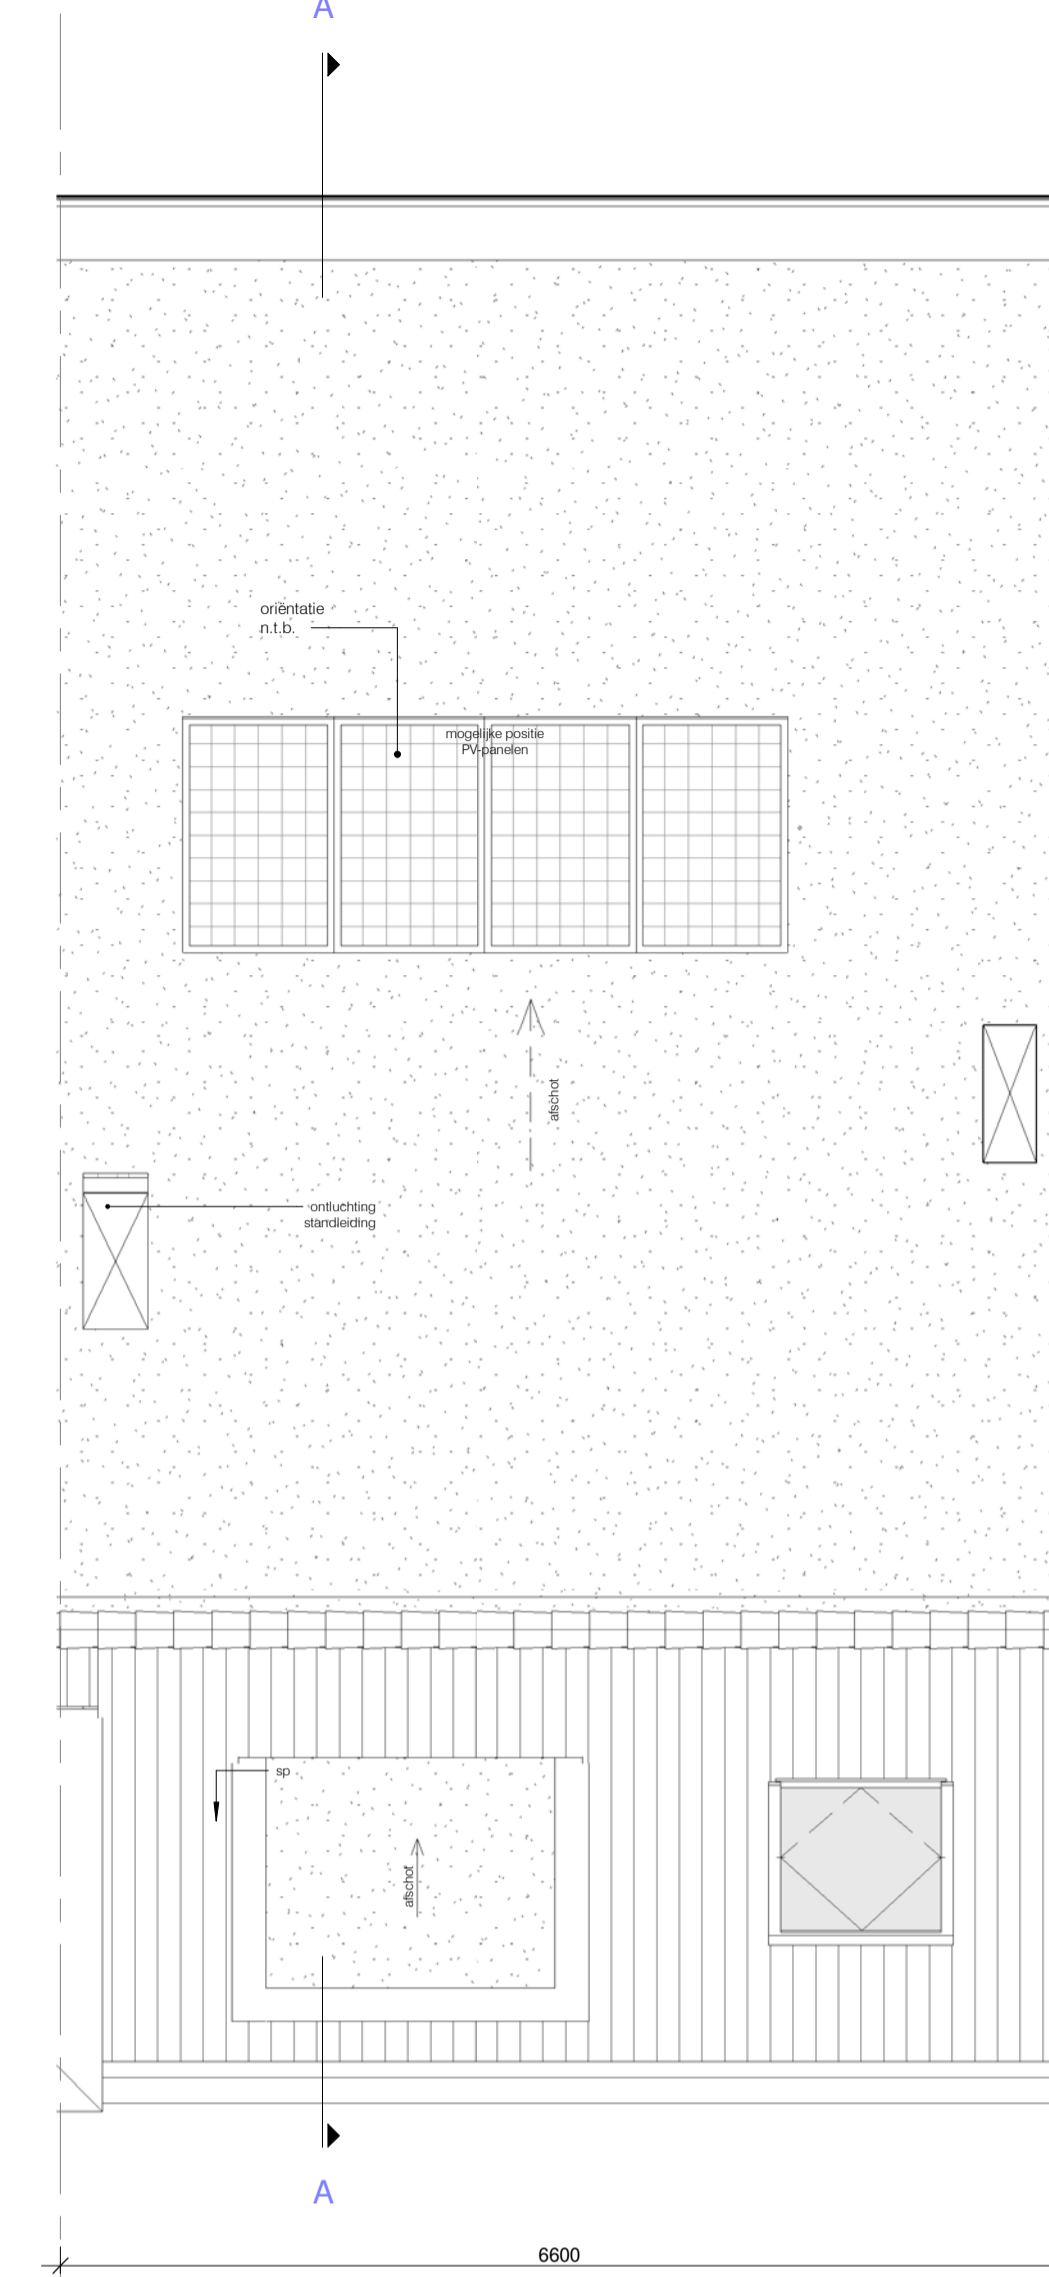 A
oriëntatie
n.t.b.
mogelijke positie
PV-panelen
afschot
ontluchting
standleiding
sp
afschot
A
6600